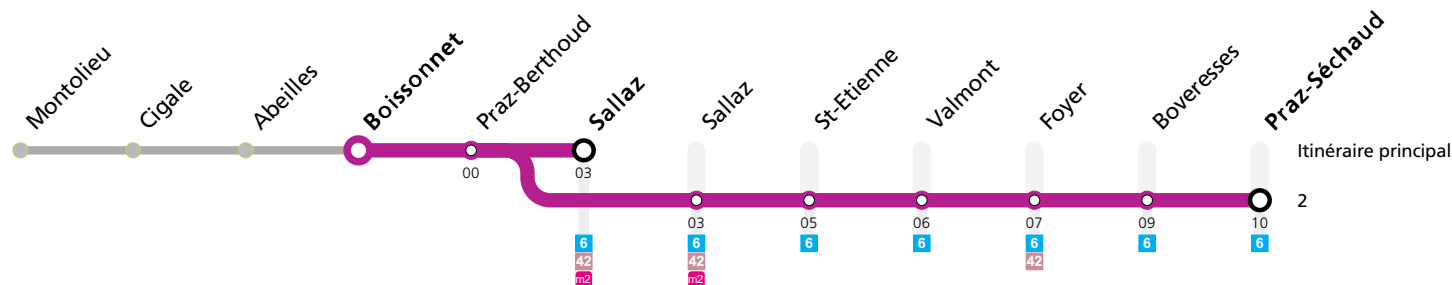 Montolieu
Cigale
Abeilles
Boissonnet
Praz-Berthoud
Sallaz
Sallaz
St-Etienne
Valmont
Foyer
Boveresses
Praz-Séchaud
Itinéraire principal
00 03
2
03 05 06 07 09 10
6 6 6 6 6 6 6
42 42 42
m2 m2